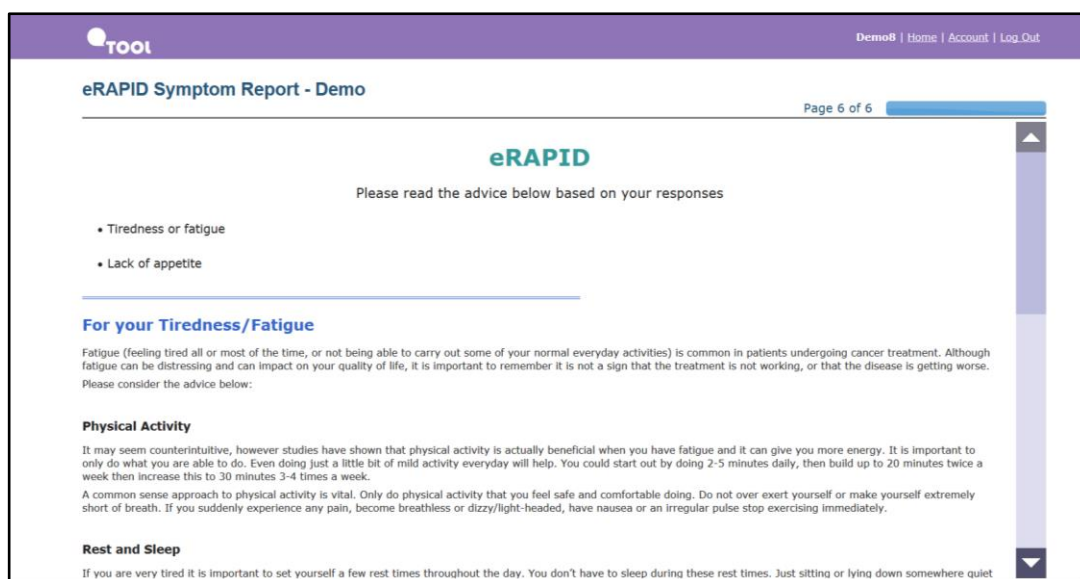 QTOOL
Demo8 | Home | Account | Log Out
eRAPID Symptom Report - Demo
Page 6 of 6
eRAPID
Please read the advice below based on your responses
• Tiredness or fatigue
• Lack of appetite
For your Tiredness/Fatigue
Fatigue (feeling tired all or most of the time, or not being able to carry out some of your normal everyday activities) is common in patients undergoing cancer treatment. Although
fatigue can be distressing and can impact on your quality of life, it is important to remember it is not a sign that the treatment is not working, or that the disease is getting worse.
Please consider the advice below:
Physical Activity
It may seem counterintuitive, however studies have shown that physical activity is actually beneficial when you have fatigue and it can give you more energy. It is important to
only do what you are able to do. Even doing just a little bit of mild activity everyday will help. You could start out by doing 2-5 minutes daily, then build up to 20 minutes twice a
week then increase this to 30 minutes 3-4 times a week.
A common sense approach to physical activity is vital. Only do physical activity that you feel safe and comfortable doing. Do not over exert yourself or make yourself extremely
short of breath. If you suddenly experience any pain, become breathless or dizzy/light-headed, have nausea or an irregular pulse stop exercising immediately.
Rest and Sleep
If you are very tired it is important to set yourself a few rest times throughout the day. You don't have to sleep during these rest times. Just sitting or lying down somewhere quiet